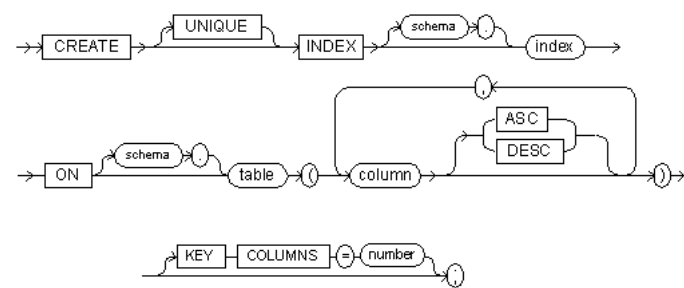 UNIQUE schema .
CREATE INDEX index
,
ASC
schema . DESC
ON table ( column )
KEY COLUMNS = number ;